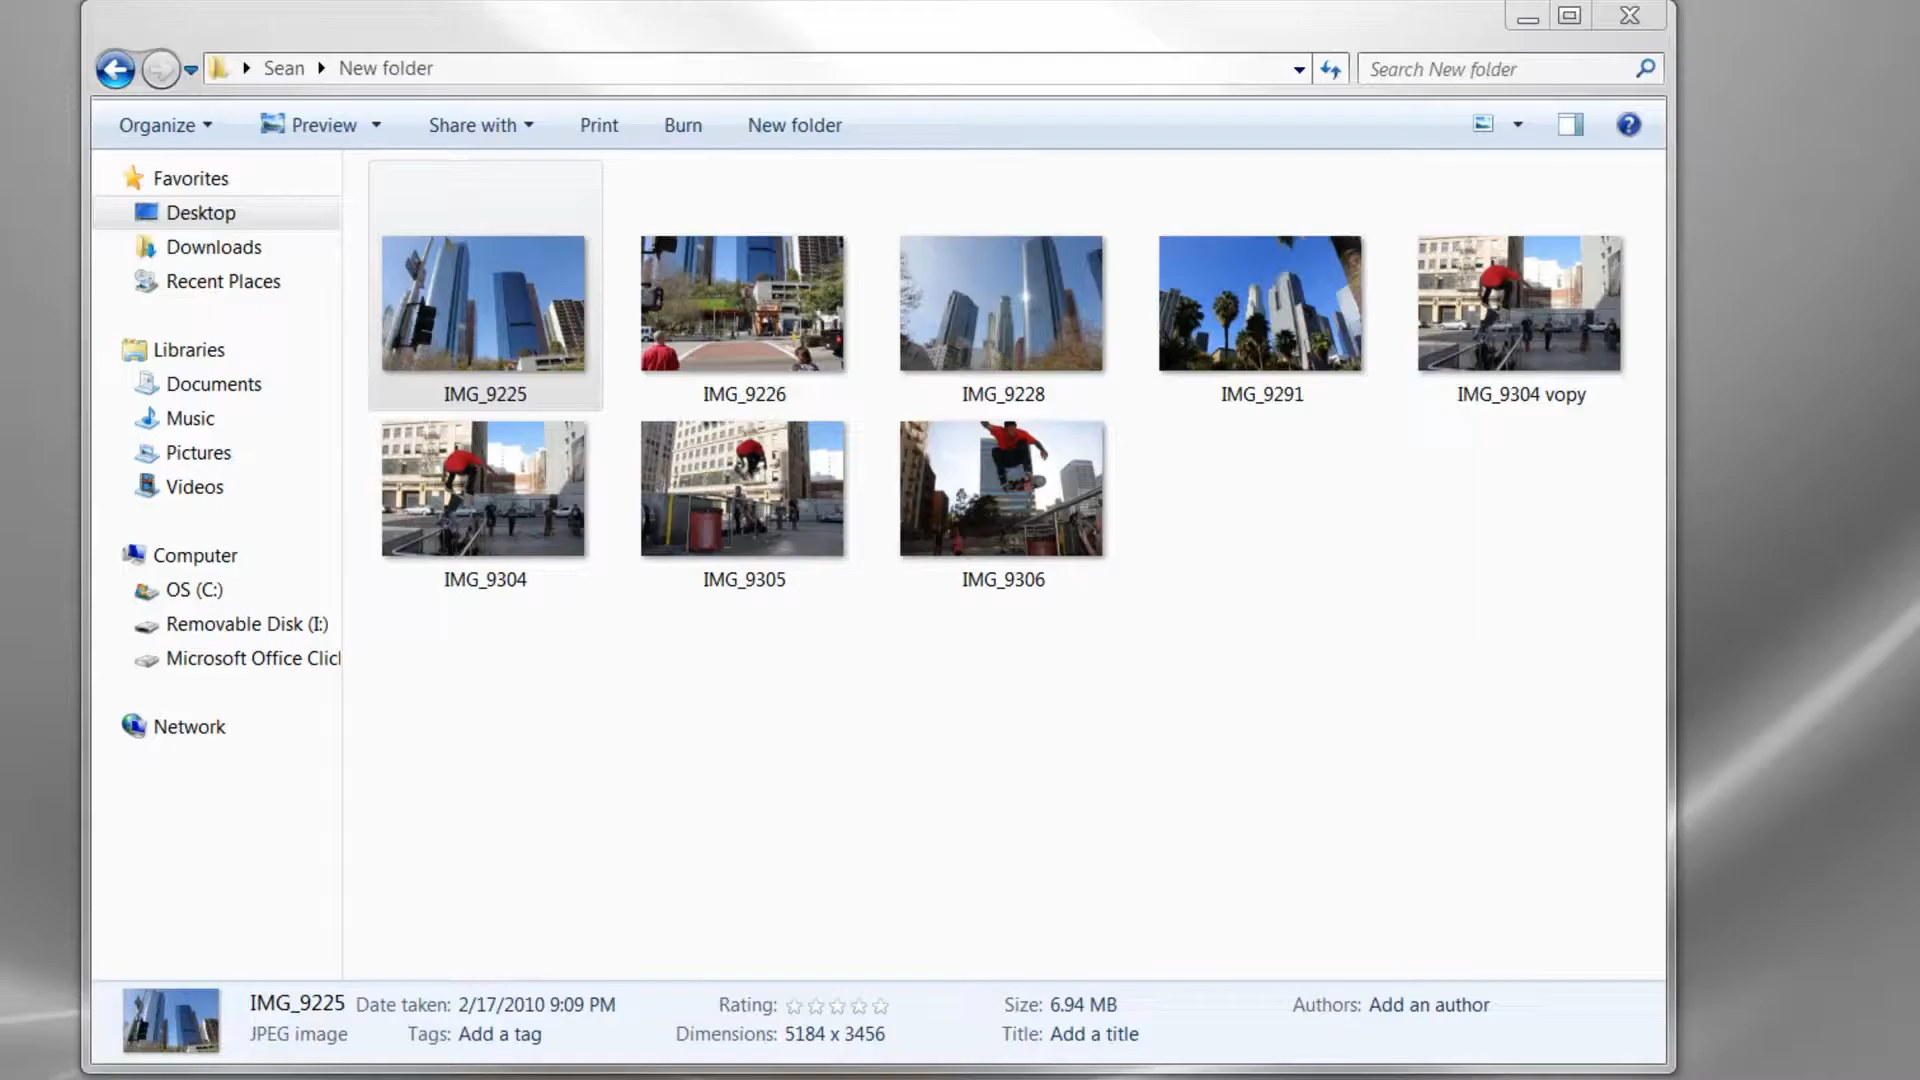 Sean
New folder
Search New folder
Organize
Preview
Share with
Print
Burn
New folder
Favorites
Desktop
Downloads
Recent Places
Libraries
Documents
Music
Pictures
Videos
Computer
OS (C:)
Removable Disk (I:)
Microsoft Office Clic
Network
IMG_9225
IMG_9226
IMG_9228
IMG_9291
IMG_9304 vopy
IMG_9304
IMG_9305
IMG_9306
IMG_9225 Date taken: 2/17/2010 9:09 PM Rating: Size: 6.94 MB Authors: Add an author
JPEG image Tags: Add a tag Dimensions: 5184 x 3456 Title: Add a title